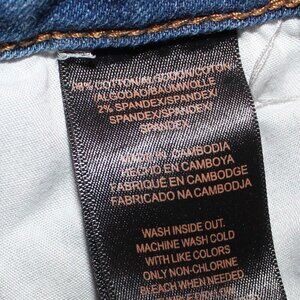 98% COTTON/ALGODON/COTON
/ALGODAO/BAUMWOLLE
2% SPANDEX/SPANDEX/
SPANDEX/SPANDEX/
SPANDEX
MADE IN CAMBODIA
HECHO EN CAMBOYA
FABRIQUÉ EN CAMBODGE
FABRICADO NA CAMBODJA
WASH INSIDE OUT.
MACHINE WASH COLD
WITH LIKE COLORS
ONLY NON-CHLORINE
BLEACH WHEN NEEDED